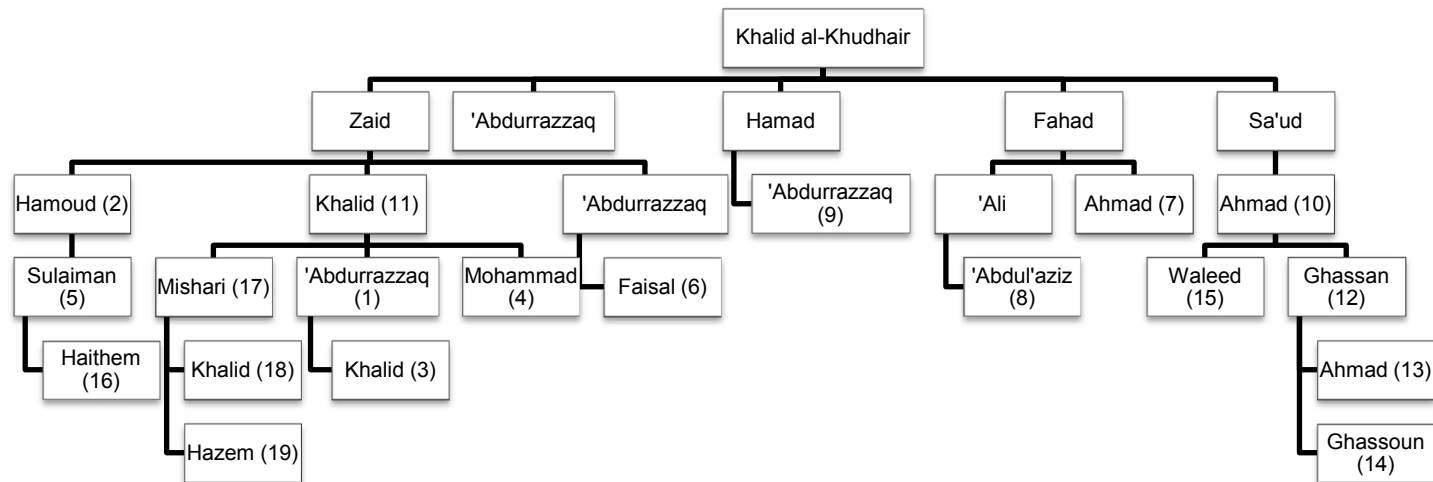 Khalid al-Khudhair
Zaid
'Abdurrazzaq
Hamad
Fahad
Sa'ud
Hamoud (2)
Khalid (11)
'Abdurrazzaq
'Abdurrazzaq
(9)
'Ali
Ahmad (7)
Ahmad (10)
Sulaiman
(5)
Mishari (17)
'Abdurrazzaq
(1)
Mohammad
(4)
Faisal (6)
'Abdul'aziz
(8)
Waleed
(15)
Ghassan
(12)
Haithem
(16)
Khalid (18)
Khalid (3)
Ahmad (13)
Hazem (19)
Ghassoun
(14)